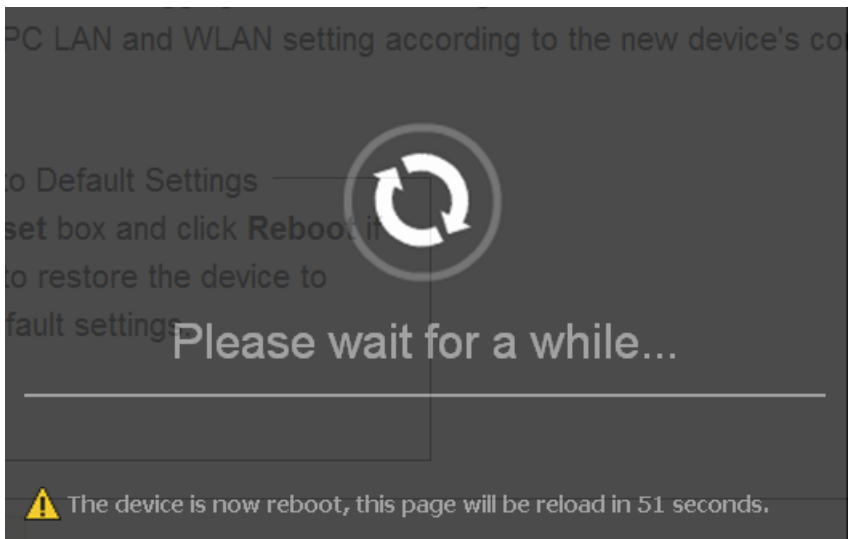 PC LAN and WLAN setting according to the new device's co
to Default Settings
set box and click Reboot if
to restore the device to
fault settings.
Please wait for a while...
The device is now reboot, this page will be reload in 51 seconds.